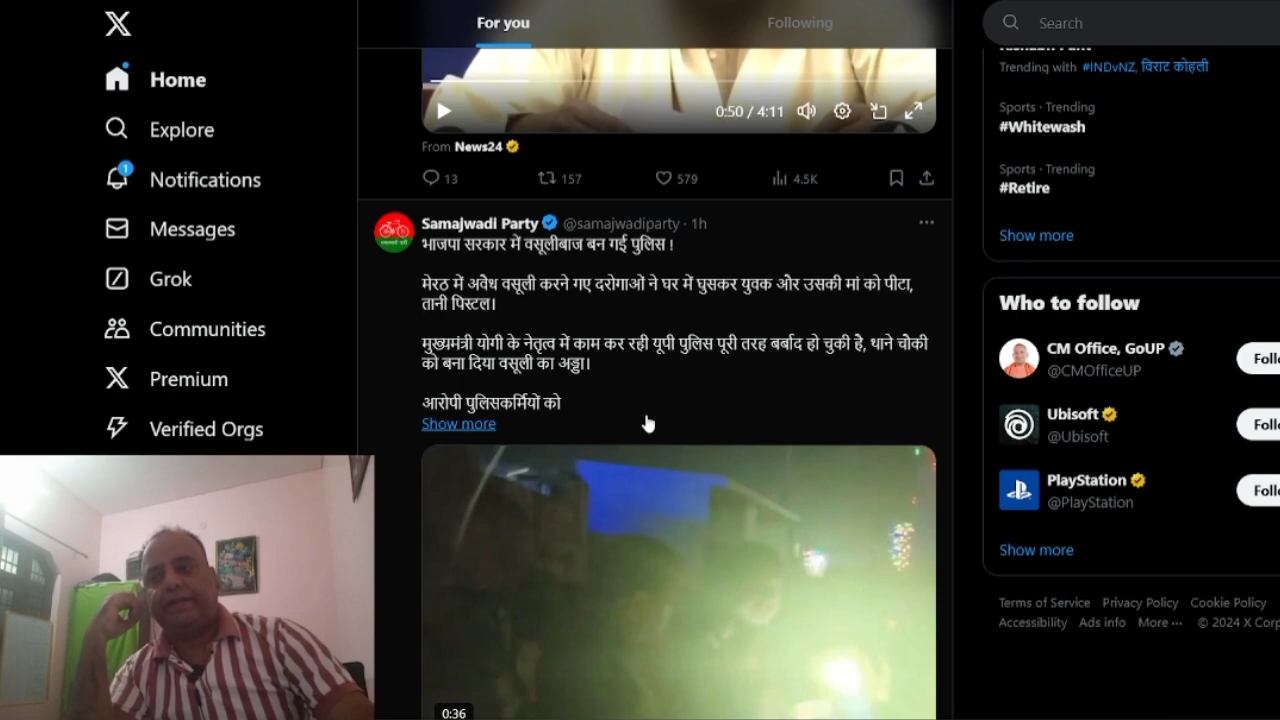 Home
Explore
Notifications
1
Messages
Grok
Communities
Premium
Verified Orgs
For you
Following
0:50 / 4:11
From News24
13
157
579
4.5K
Samajwadi Party @samajwadiparty · 1h
भाजपा सरकार में वसूलीबाज बन गई पुलिस !
मेरठ में अवैध वसूली करने गए दरोगाओं ने घर में घुसकर युवक और उसकी मां को पीटा,
तानी पिस्टल।
मुख्यमंत्री योगी के नेतृत्व में काम कर रही यूपी पुलिस पूरी तरह बर्बाद हो चुकी है, थाने चौकी
को बना दिया वसूली का अड्डा।
आरोपी पुलिसकर्मियों को
Show more
0:36
Search
Trending with #INDvNZ, विराट कोहली
Sports · Trending
#Whitewash
Sports · Trending
#Retire
Show more
Who to follow
CM Office, GoUP
@CMOfficeUP
Ubisoft
@Ubisoft
PlayStation
@PlayStation
Show more
Terms of Service Privacy Policy Cookie Policy
Accessibility Ads info More ··· © 2024 X Corp